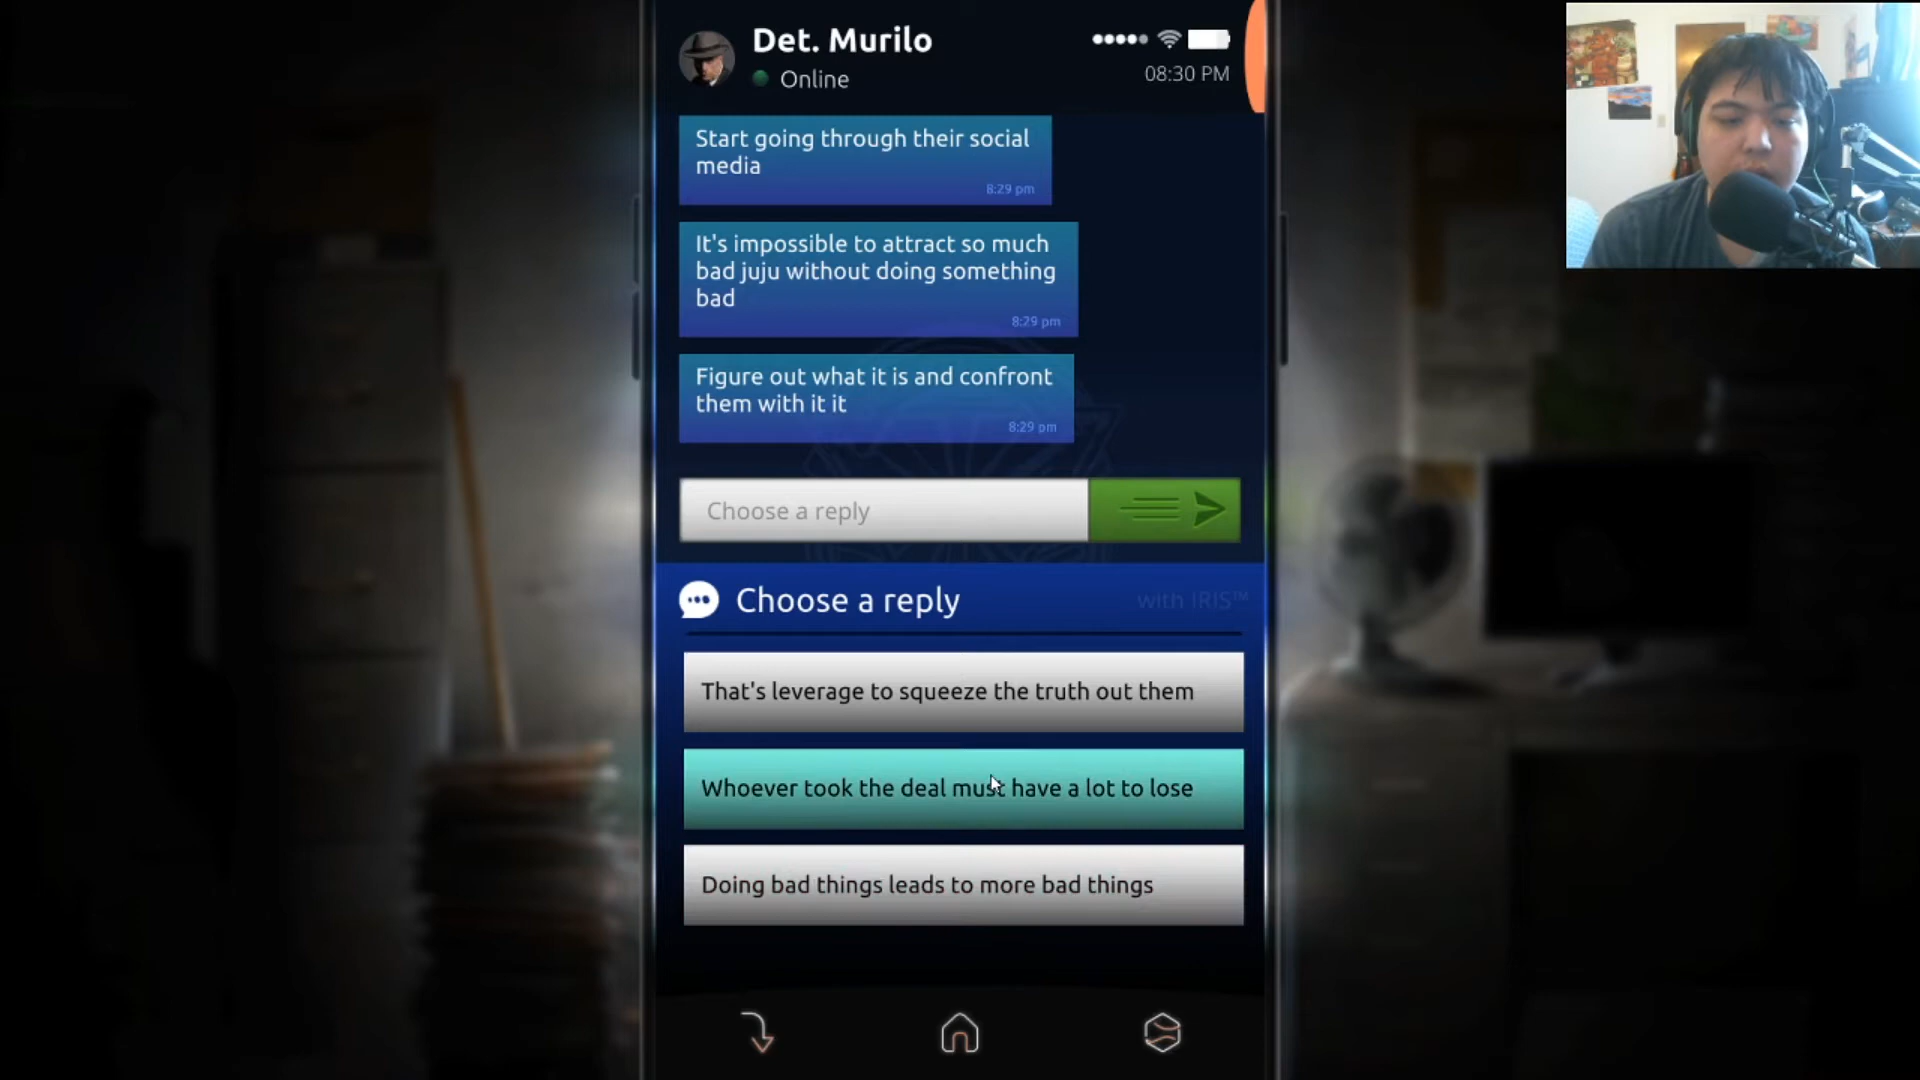 Det. Murilo
Online
08:30 PM
Start going through their social
media
8:29 pm
It's impossible to attract so much
bad juju without doing something
bad
8:29 pm
Figure out what it is and confront
them with it it
8:29 pm
Choose a reply
Choose a reply
with IRIS™
That's leverage to squeeze the truth out them
Whoever took the deal must have a lot to lose
Doing bad things leads to more bad things